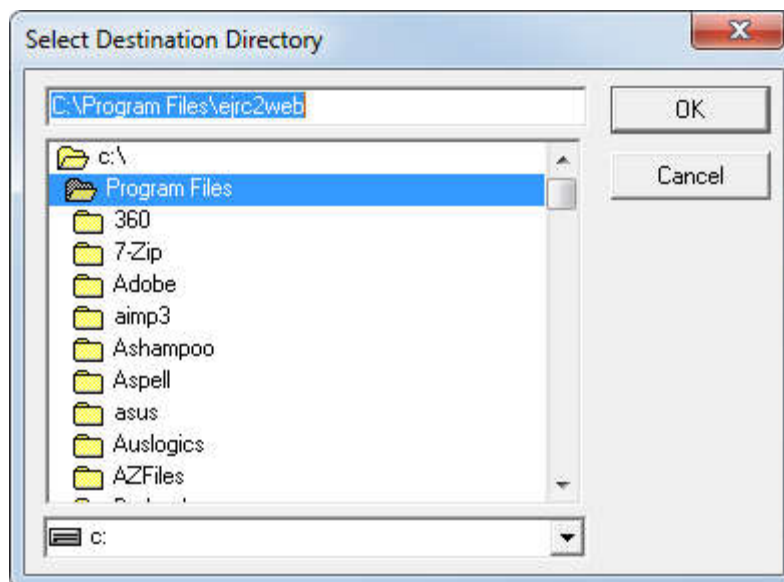 Select Destination Directory
C:\Program Files\ejrc2web
OK
Cancel
c:\
Program Files
360
7-Zip
Adobe
aimp3
Ashampoo
Aspell
asus
Auslogics
AZFiles
c: